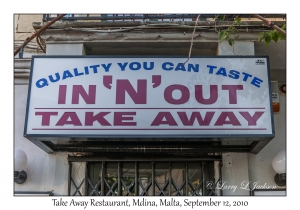 QUALITY YOU CAN TASTE
IN 'N' OUT
TAKE AWAY
© Larry L Jackson
Take Away Restaurant, Mdina, Malta, September 12, 2010